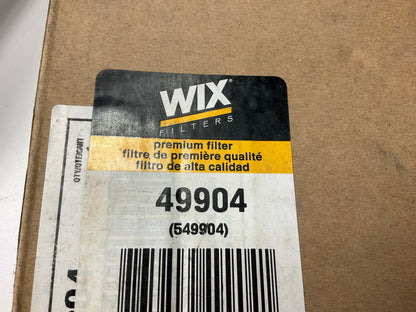 WIX®
FILTERS
premium filter
filtre de première qualité
filtro de alta calidad
49904
(549904)